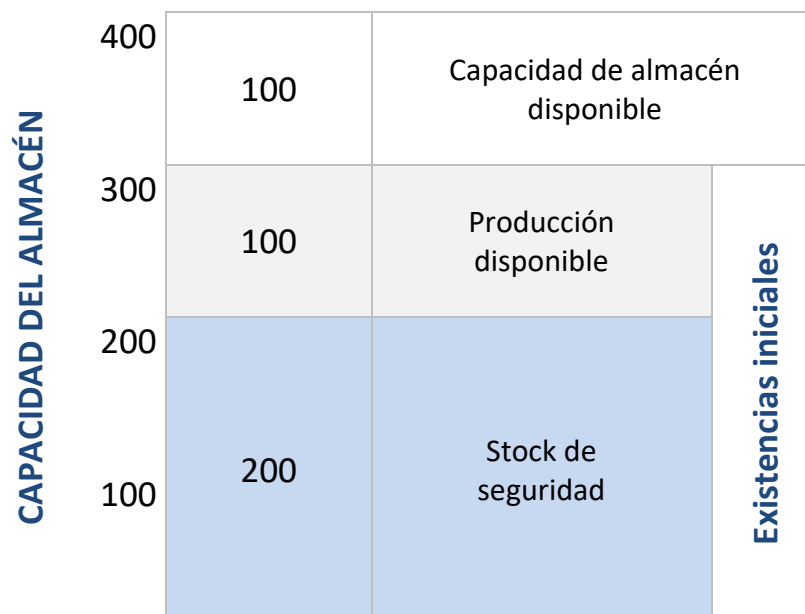 CAPACIDAD DEL ALMACÉN
400
100
Capacidad de almacén
disponible
300
100
Producción
disponible
200
200
Stock de
seguridad
100
Existencias iniciales